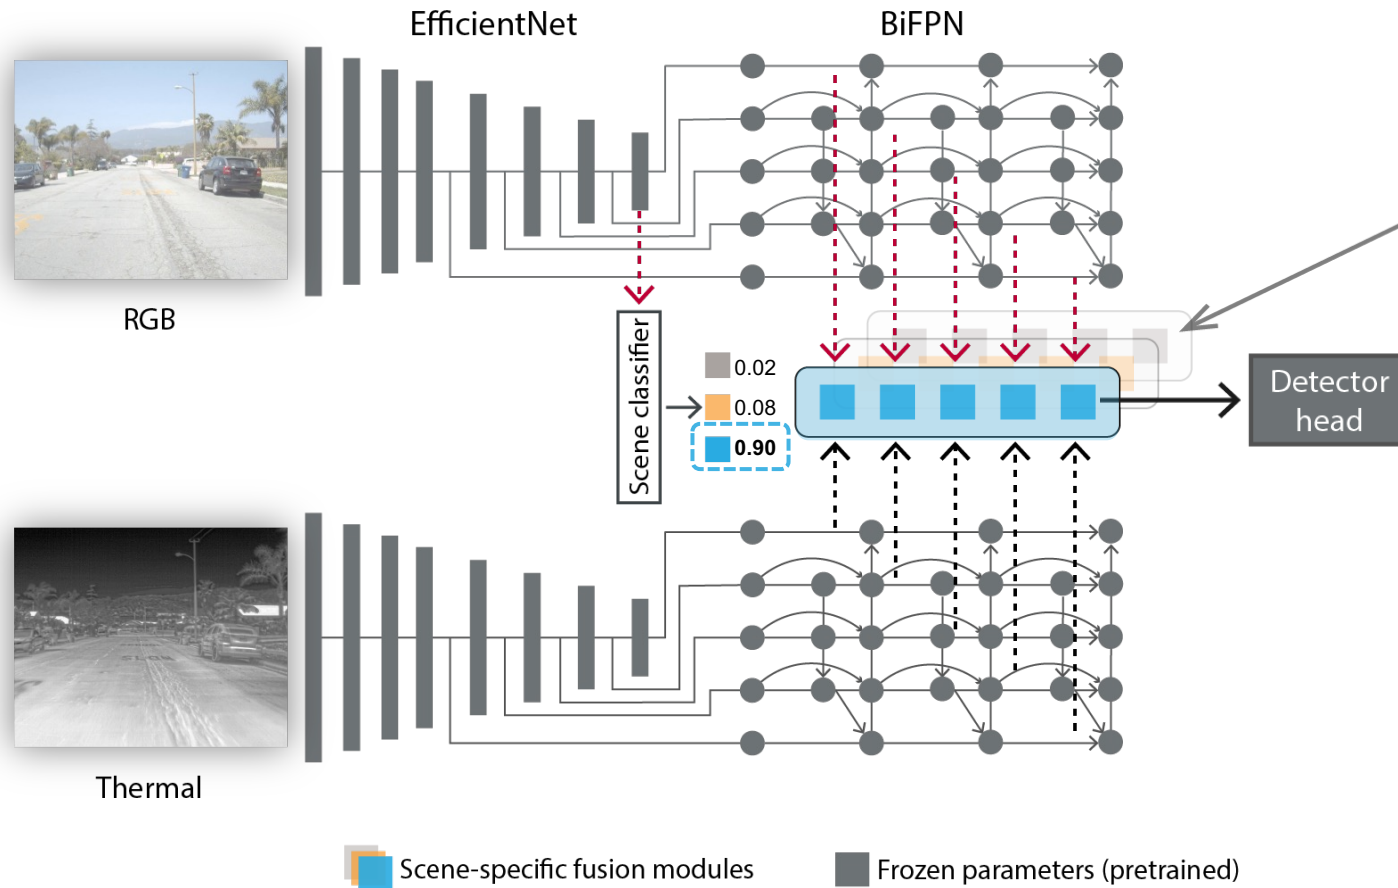 EfficientNet
BiFPN
RGB
Scene classifier
0.02
0.08
0.90
Detector
head
Thermal
Scene-specific fusion modules
Frozen parameters (pretrained)